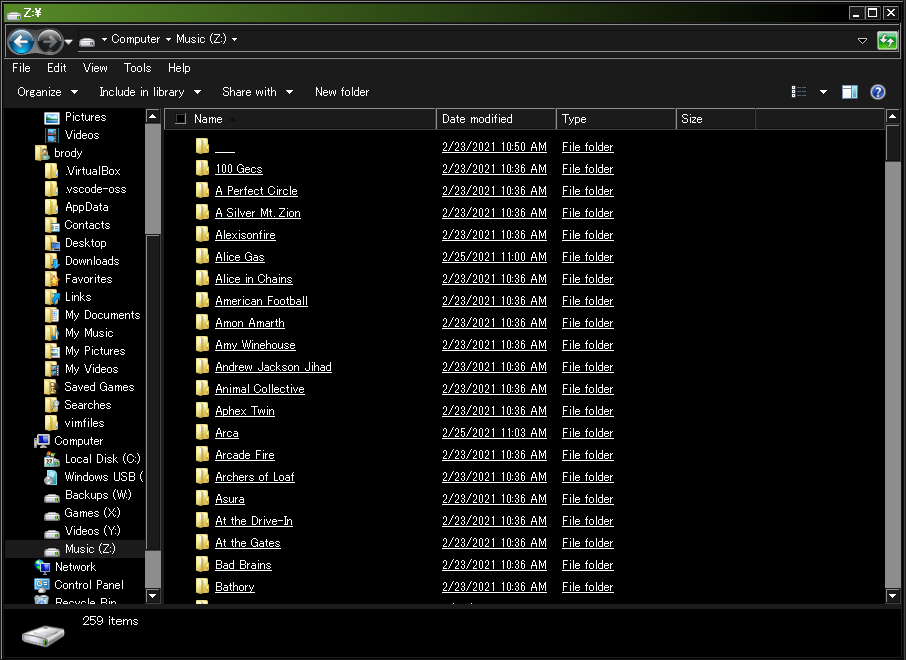 Z:¥
Computer Music (Z:)
File Edit View Tools Help
Organize Include in library Share with New folder
Pictures
Videos
brody
.VirtualBox
.vscode-oss
AppData
Contacts
Desktop
Downloads
Favorites
Links
My Documents
My Music
My Pictures
My Videos
Saved Games
Searches
vimfiles
Computer
Local Disk (C:)
Windows USB (
Backups (W:)
Games (X:)
Videos (Y:)
Music (Z:)
Network
Control Panel
Recycle Bin
Name Date modified Type Size
___ 2/23/2021 10:50 AM File folder
100 Gecs 2/23/2021 10:36 AM File folder
A Perfect Circle 2/23/2021 10:36 AM File folder
A Silver Mt. Zion 2/23/2021 10:36 AM File folder
Alexisonfire 2/23/2021 10:36 AM File folder
Alice Gas 2/25/2021 11:00 AM File folder
Alice in Chains 2/23/2021 10:36 AM File folder
American Football 2/23/2021 10:36 AM File folder
Amon Amarth 2/23/2021 10:36 AM File folder
Amy Winehouse 2/23/2021 10:36 AM File folder
Andrew Jackson Jihad 2/23/2021 10:36 AM File folder
Animal Collective 2/23/2021 10:36 AM File folder
Aphex Twin 2/23/2021 10:36 AM File folder
Arca 2/25/2021 11:03 AM File folder
Arcade Fire 2/23/2021 10:36 AM File folder
Archers of Loaf 2/23/2021 10:36 AM File folder
Asura 2/23/2021 10:36 AM File folder
At the Drive-In 2/23/2021 10:36 AM File folder
At the Gates 2/23/2021 10:36 AM File folder
Bad Brains 2/23/2021 10:36 AM File folder
Bathory 2/23/2021 10:36 AM File folder
259 items